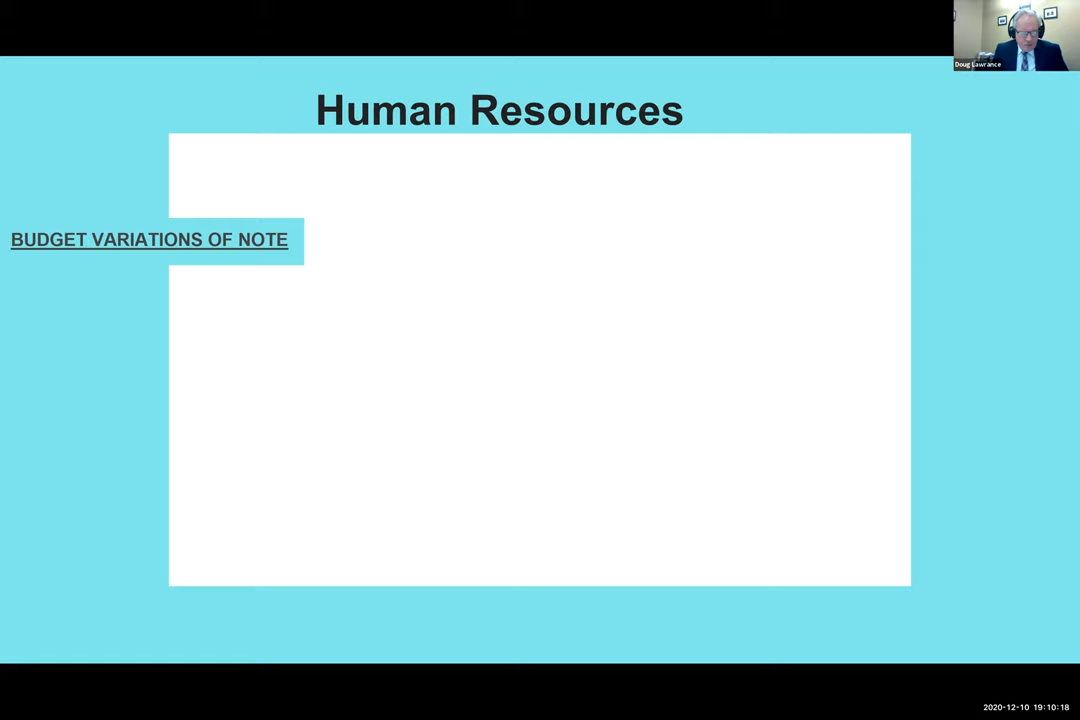 Doug Lawrance
Human Resources
BUDGET VARIATIONS OF NOTE
2020-12-10 19:10:18